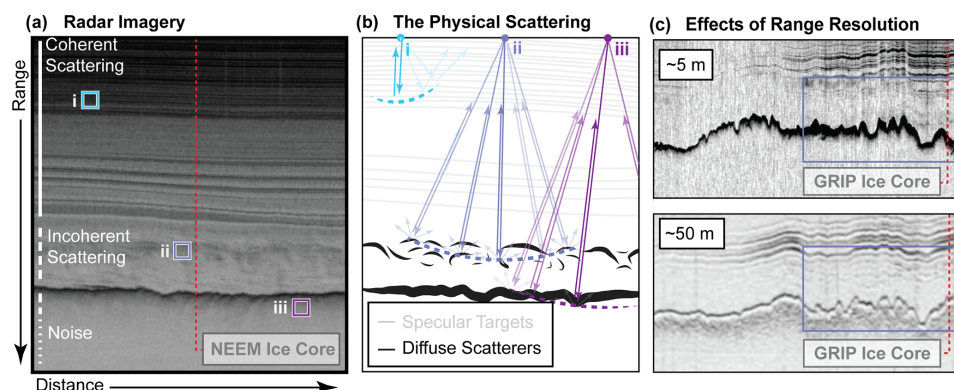 (a) Radar Imagery
Coherent
Scattering
i
Range
Incoherent
Scattering
ii
iii
Noise
NEEM Ice Core
Distance
(b) The Physical Scattering
i
ii
iii
Specular Targets
Diffuse Scatterers
(c) Effects of Range Resolution
~5 m
GRIP Ice Core
~50 m
GRIP Ice Core